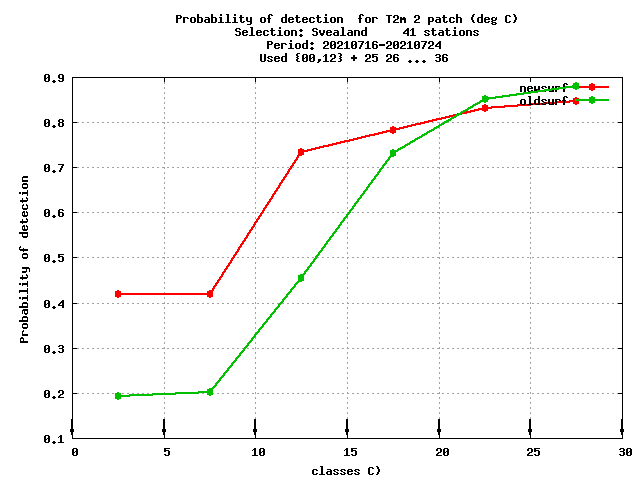 Probability of detection  for T2m 2 patch (deg C)
Selection: Svealand     41 stations
Period: 20210716-20210724
Used {00,12} + 25 26 ... 36
newsurf
oldsurf
Probability of detection
0.9
0.8
0.7
0.6
0.5
0.4
0.3
0.2
0.1
0 5 10 15 20 25 30
classes C)